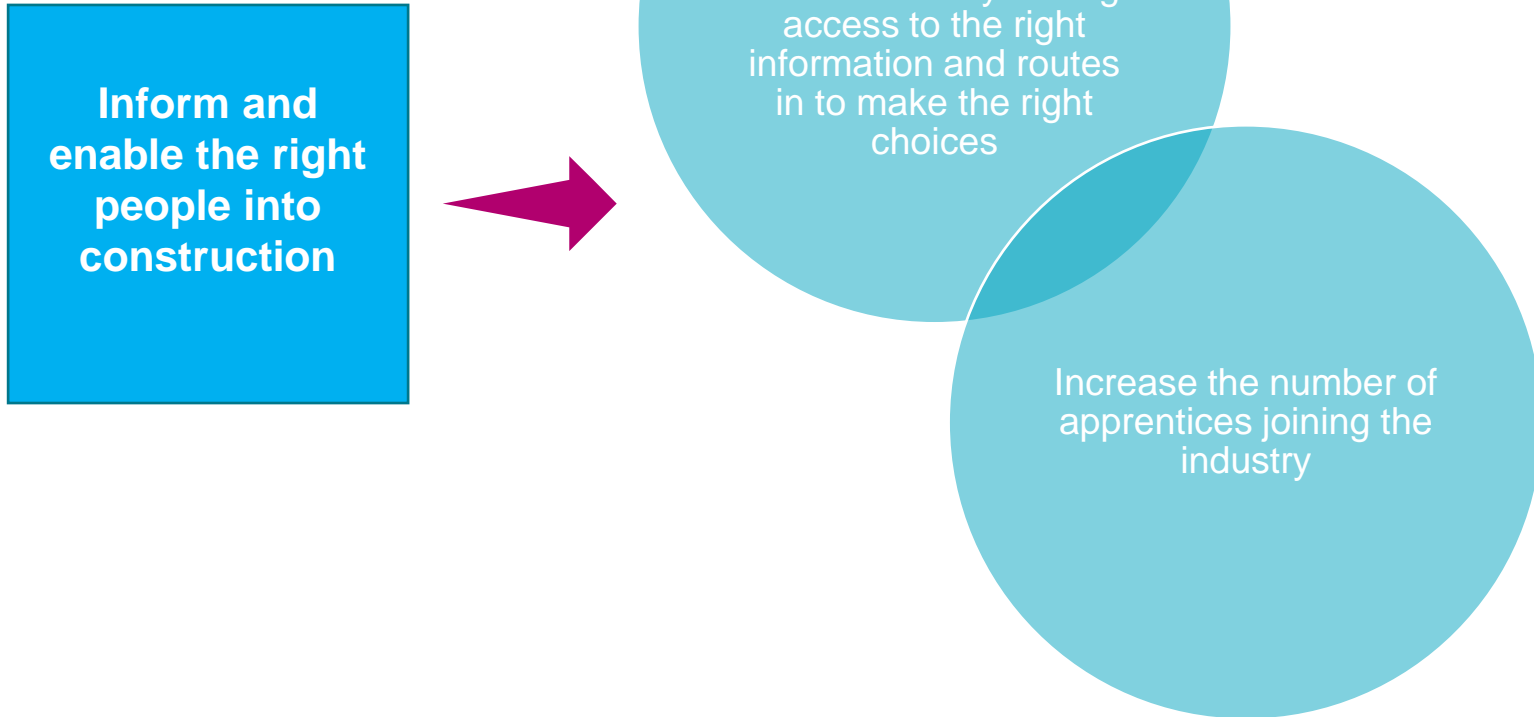 Inform and
enable the right
people into
construction
access to the right
information and routes
in to make the right
choices
Increase the number of
apprentices joining the
industry